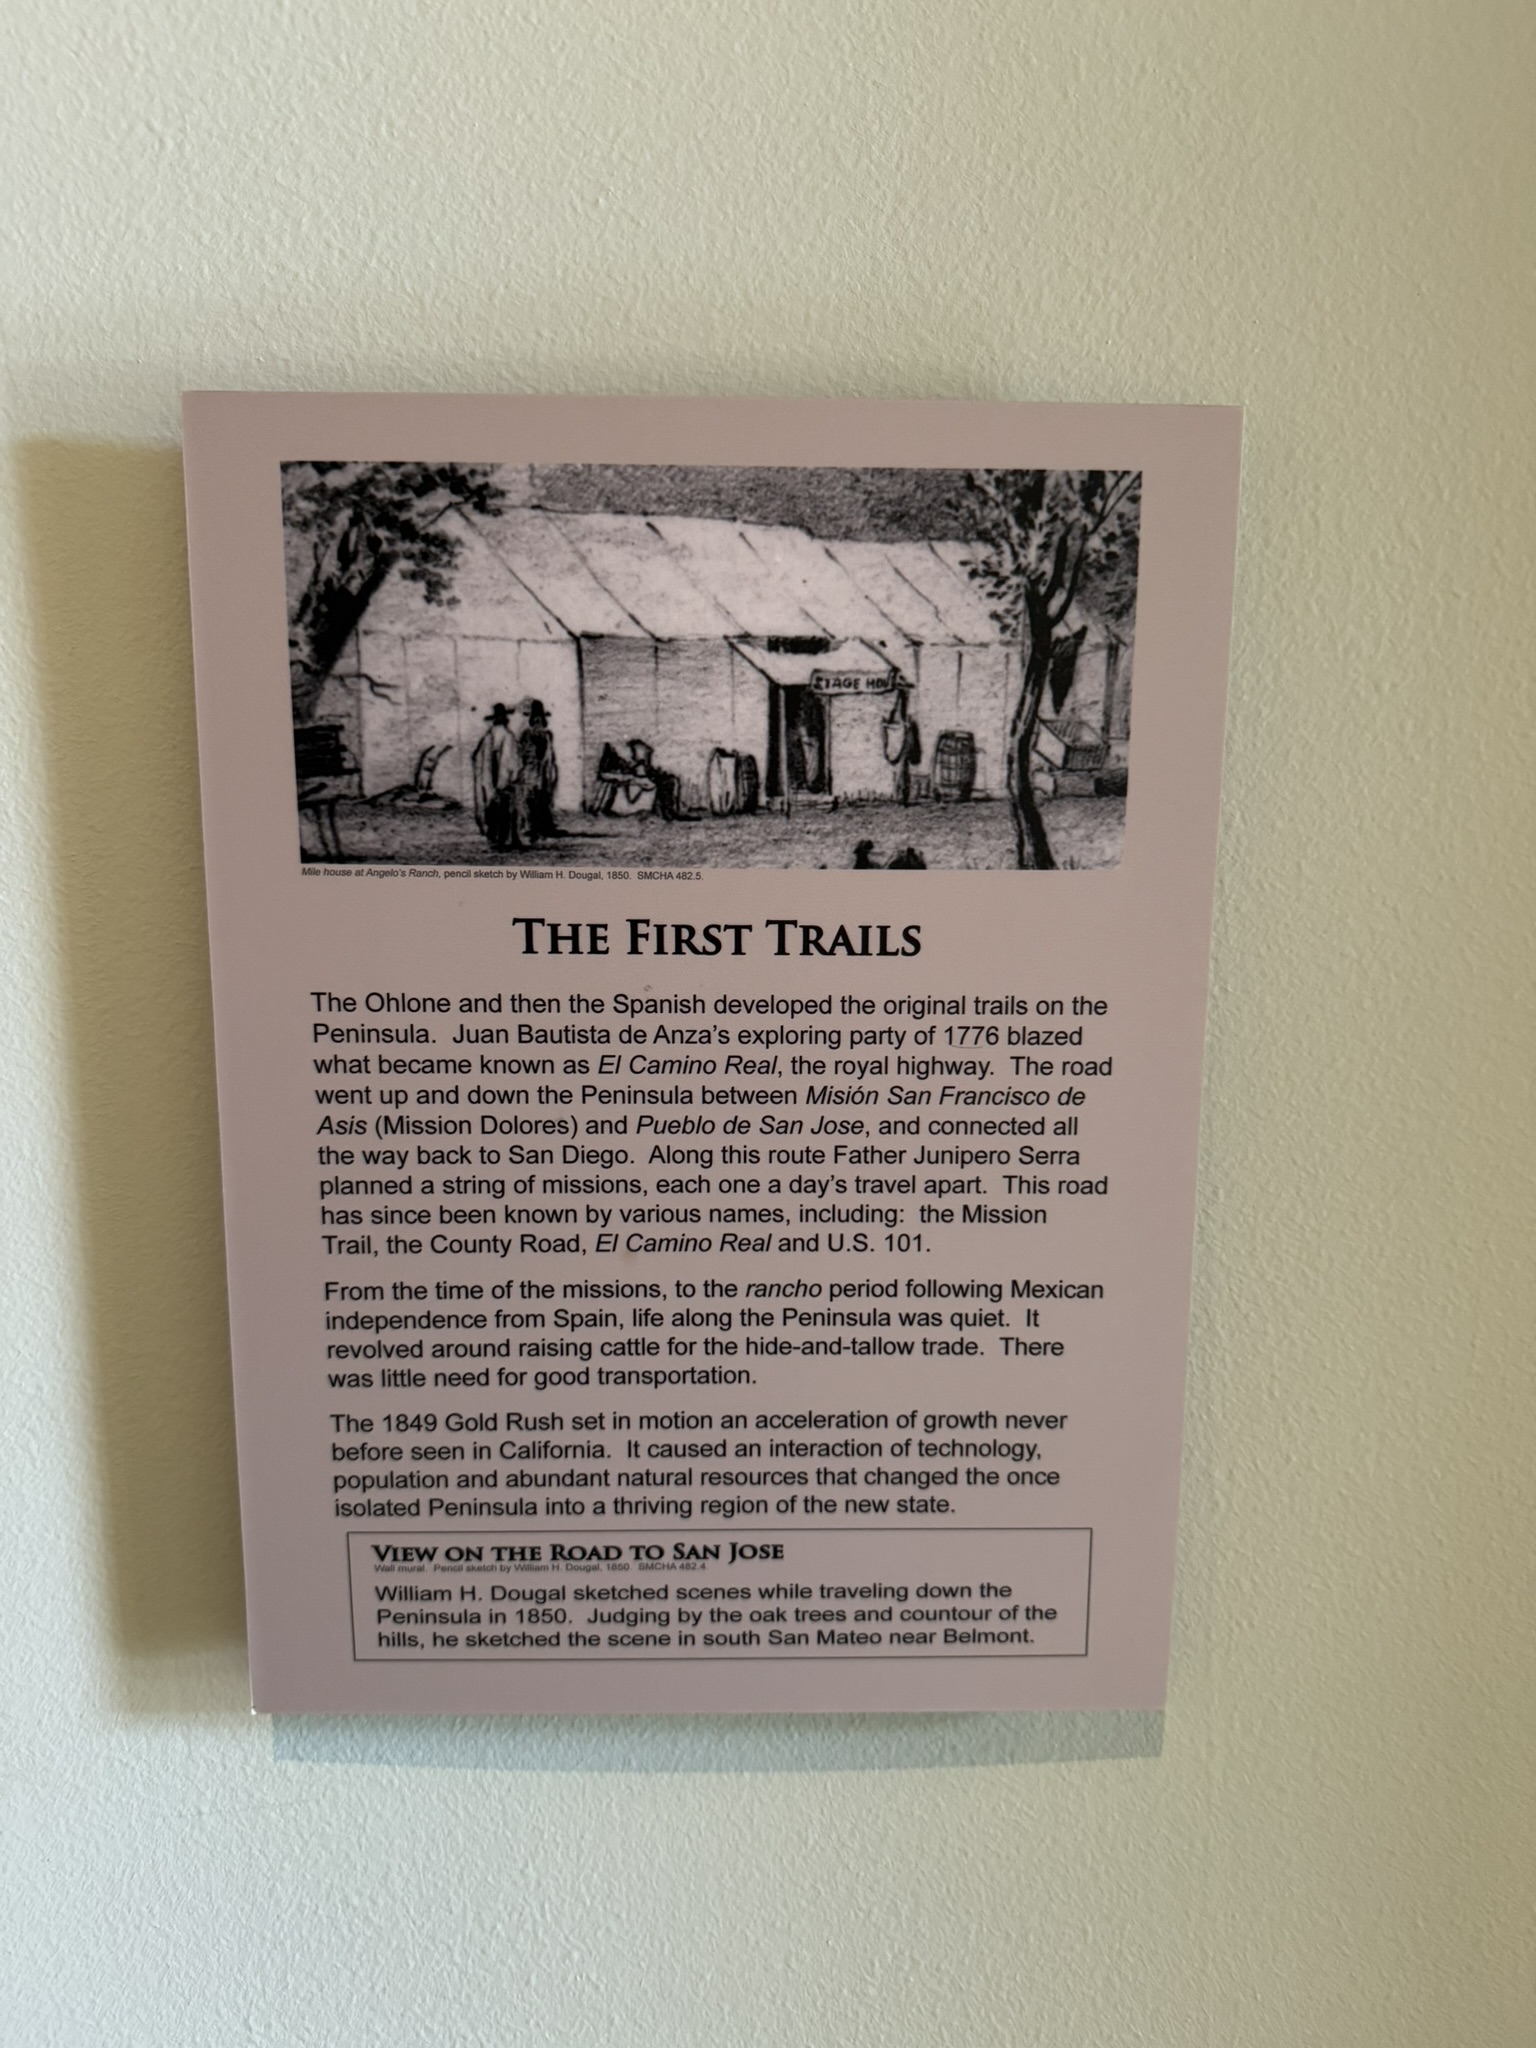 STAGE HOU
Mile house at Angelo's Ranch, pencil sketch by William H. Dougal, 1850. SMCHA 482.5.
THE FIRST TRAILS
The Ohlone and then the Spanish developed the original trails on the
Peninsula. Juan Bautista de Anza's exploring party of 1776 blazed
what became known as El Camino Real, the royal highway. The road
went up and down the Peninsula between Misión San Francisco de
Asis (Mission Dolores) and Pueblo de San Jose, and connected all
the way back to San Diego. Along this route Father Junipero Serra
planned a string of missions, each one a day's travel apart. This road
has since been known by various names, including: the Mission
Trail, the County Road, El Camino Real and U.S. 101.
From the time of the missions, to the rancho period following Mexican
independence from Spain, life along the Peninsula was quiet. It
revolved around raising cattle for the hide-and-tallow trade. There
was little need for good transportation.
The 1849 Gold Rush set in motion an acceleration of growth never
before seen in California. It caused an interaction of technology,
population and abundant natural resources that changed the once
isolated Peninsula into a thriving region of the new state.
VIEW ON THE ROAD TO SAN JOSE
Wall mural. Pencil sketch by William H. Dougal, 1850. SMCHA 482.4.
William H. Dougal sketched scenes while traveling down the
Peninsula in 1850. Judging by the oak trees and countour of the
hills, he sketched the scene in south San Mateo near Belmont.